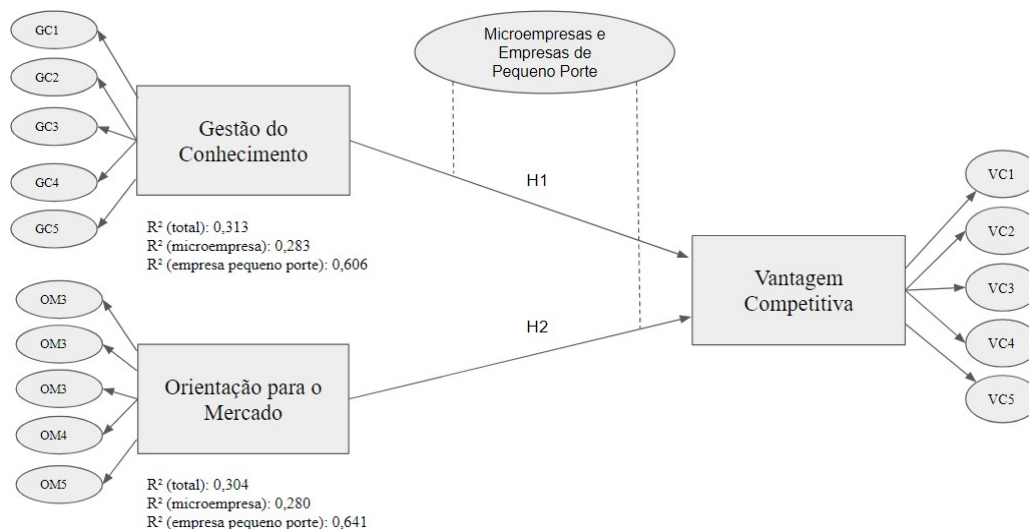 GC1
GC2
GC3
GC4
GC5
Gestão do
Conhecimento
R² (total): 0,313
R² (microempresa): 0,283
R² (empresa pequeno porte): 0,606
Microempresas e
Empresas de
Pequeno Porte
H1
OM3
OM3
OM3
OM4
OM5
Orientação para o
Mercado
R² (total): 0,304
R² (microempresa): 0,280
R² (empresa pequeno porte): 0,641
H2
Vantagem
Competitiva
VC1
VC2
VC3
VC4
VC5